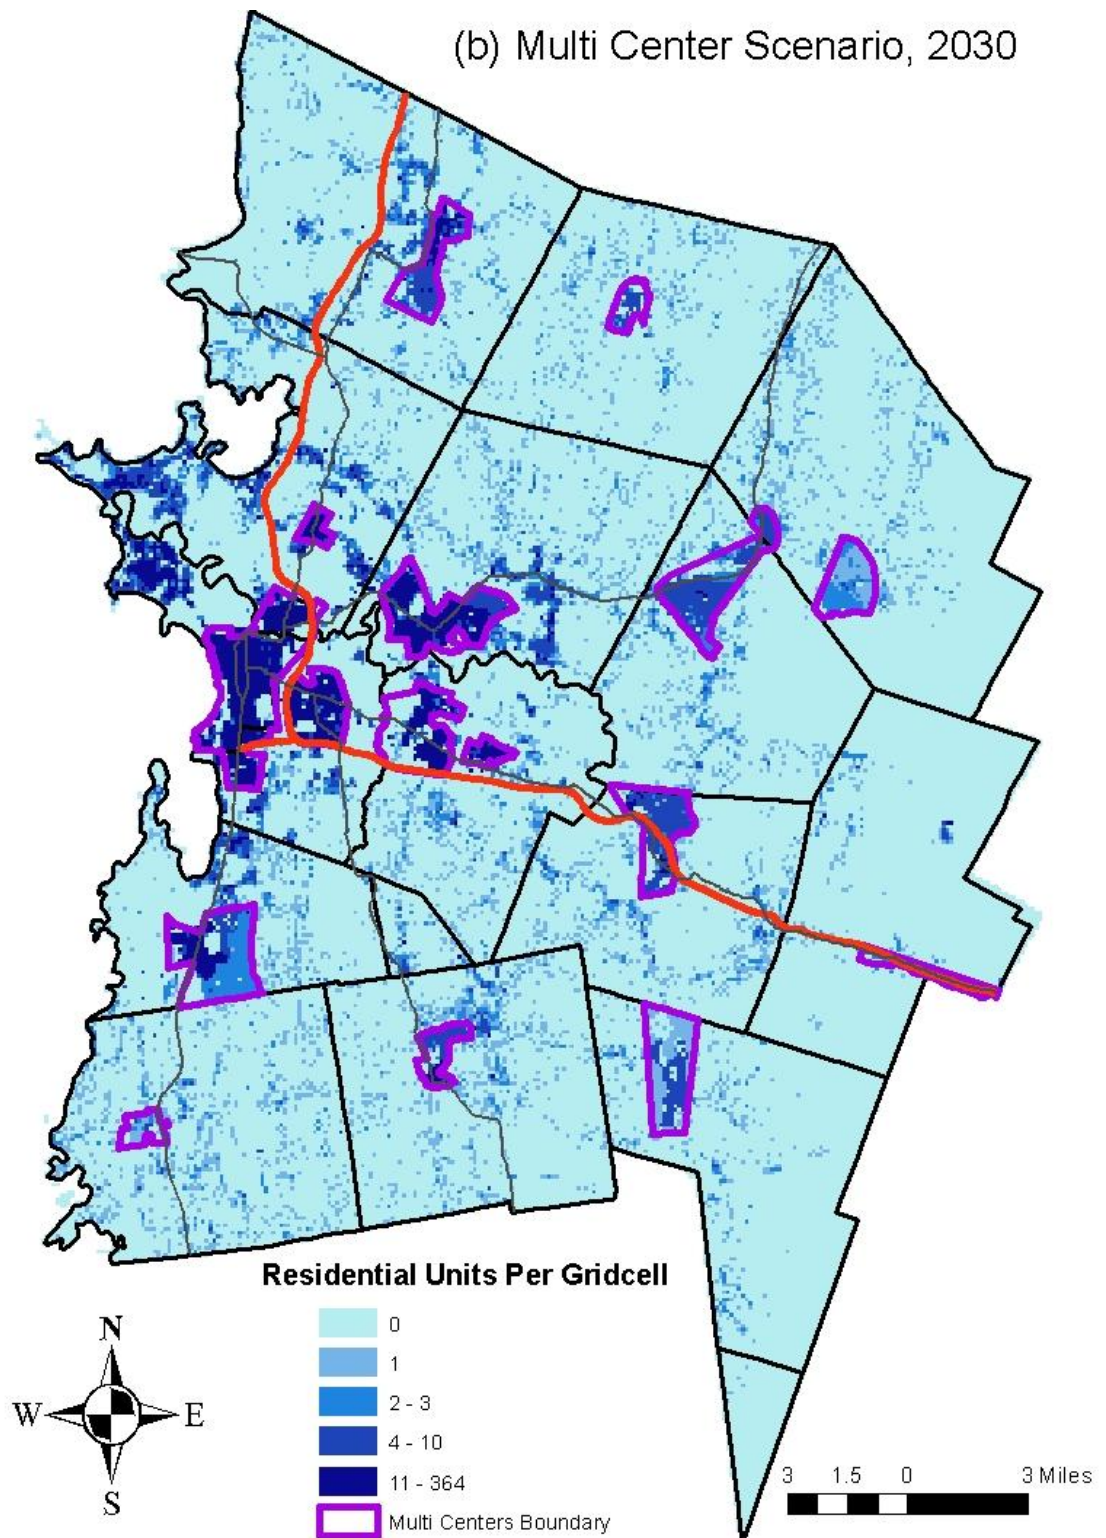 (b) Multi Center Scenario, 2030
Residential Units Per Gridcell
0
1
2 - 3
4 - 10
11 - 364
Multi Centers Boundary
N
W E
S
3 1.5 0 3 Miles